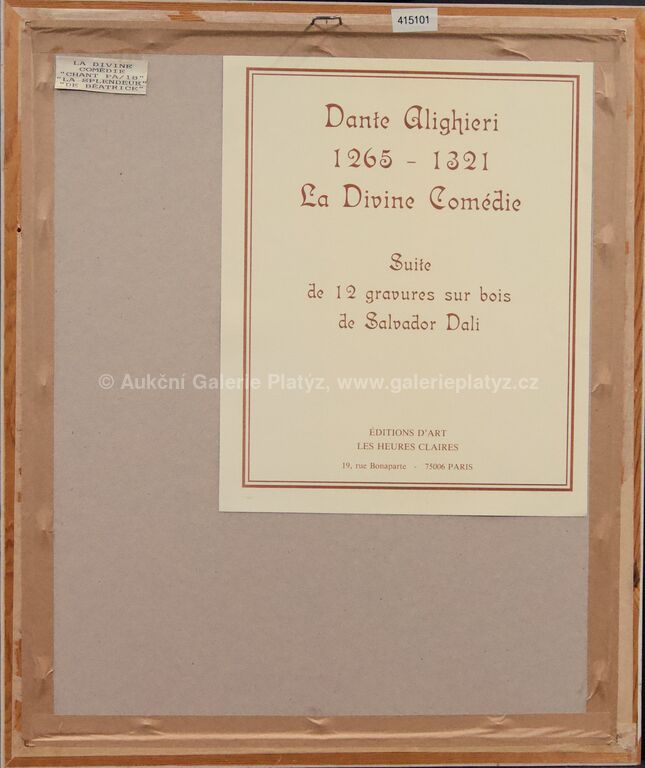 415101
LA DIVINE
COMÉDIE
"CHANT PA/18"
"LA SPLENDEUR"
"DE BÉATRICE"
Dante Alighieri
1265 - 1321
La Divine Comédie
Suite
de 12 gravures sur bois
de Salvador Dali
© Aukční Galerie Platýz, www.galerieplatyz.cz
ÉDITIONS D'ART
LES HEURES CLAIRES
19, rue Bonaparte - 75006 PARIS